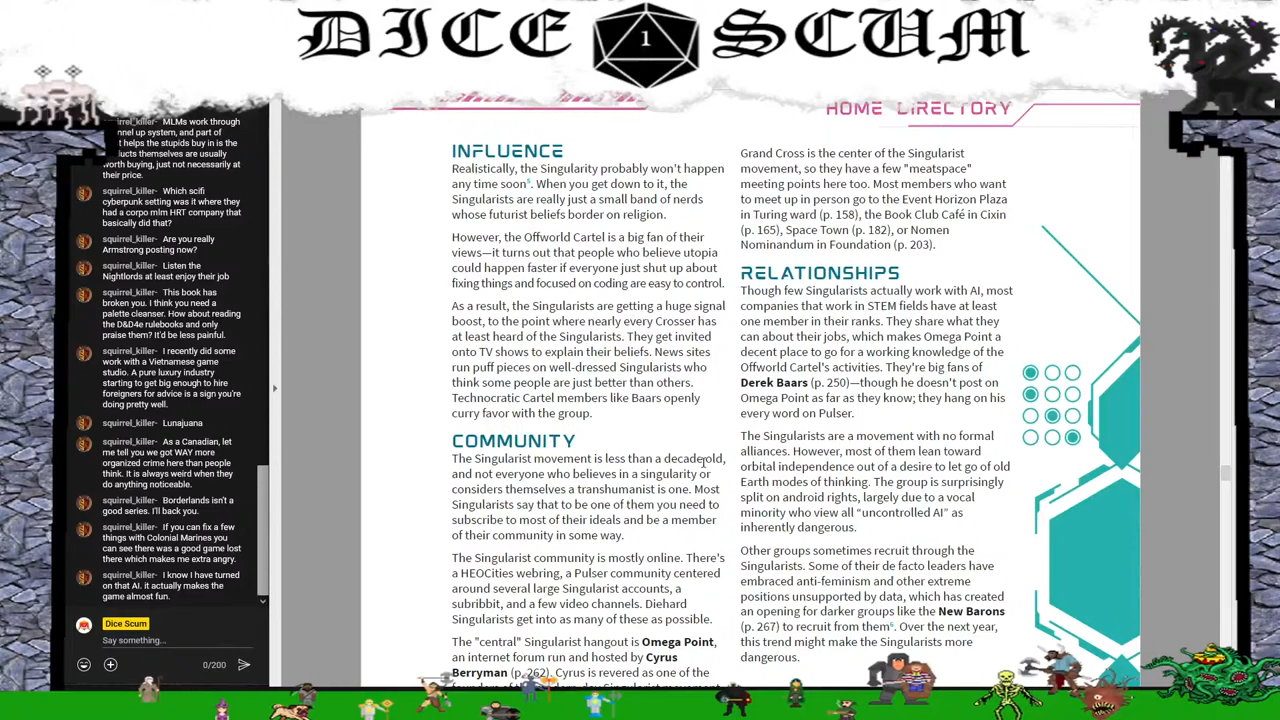 DICE SCUM
1
squirrel_killer- MLMs work through
nnel up system, and part of
t helps the stupids buy in is the
ducts themselves are usually
worth buying, just not necessarily at
their price.
squirrel_killer- Which scifi
cyberpunk setting was it where they
had a corpo mlm HRT company that
basically did that?
squirrel_killer- Are you really
Armstrong posting now?
squirrel_killer- Listen the
Nightlords at least enjoy their job
squirrel_killer- This book has
broken you. I think you need a
palette cleanser. How about reading
the D&D4e rulebooks and only
praise them? It'd be less painful.
squirrel_killer- I recently did some
work with a Vietnamese game
studio. A pure luxury industry
starting to get big enough to hire
foreigners for advice is a sign you're
doing pretty well.
squirrel_killer- Lunajuana
squirrel_killer- As a Canadian, let
me tell you we got WAY more
organized crime here than people
think. It is always weird when they
do anything noticeable.
squirrel_killer- Borderlands isn't a
good series. I'll back you.
squirrel_killer- If you can fix a few
things with Colonial Marines you
can see there was a good game lost
there which makes me extra angry.
squirrel_killer- I know I have turned
on that AI. it actually makes the
game almost fun.
Dice Scum
Say something...
0/200
HOME DIRECTORY
INFLUENCE
Realistically, the Singularity probably won't happen
any time soon⁵. When you get down to it, the
Singularists are really just a small band of nerds
whose futurist beliefs border on religion.
However, the Offworld Cartel is a big fan of their
views—it turns out that people who believe utopia
could happen faster if everyone just shut up about
fixing things and focused on coding are easy to control.
As a result, the Singularists are getting a huge signal
boost, to the point where nearly every Crosser has
at least heard of the Singularists. They get invited
onto TV shows to explain their beliefs. News sites
run puff pieces on well-dressed Singularists who
think some people are just better than others.
Technocratic Cartel members like Baars openly
curry favor with the group.
COMMUNITY
The Singularist movement is less than a decade old,
and not everyone who believes in a singularity or
considers themselves a transhumanist is one. Most
Singularists say that to be one of them you need to
subscribe to most of their ideals and be a member
of their community in some way.
The Singularist community is mostly online. There's
a HEOCities webring, a Pulser community centered
around several large Singularist accounts, a
subribbit, and a few video channels. Diehard
Singularists get into as many of these as possible.
The "central" Singularist hangout is Omega Point,
an internet forum run and hosted by Cyrus
Berryman (p. 262). Cyrus is revered as one of the
Grand Cross is the center of the Singularist
movement, so they have a few "meatspace"
meeting points here too. Most members who want
to meet up in person go to the Event Horizon Plaza
in Turing ward (p. 158), the Book Club Café in Cixin
(p. 165), Space Town (p. 182), or Nomen
Nominandum in Foundation (p. 203).
RELATIONSHIPS
Though few Singularists actually work with AI, most
companies that work in STEM fields have at least
one member in their ranks. They share what they
can about their jobs, which makes Omega Point a
decent place to go for a working knowledge of the
Offworld Cartel's activities. They're big fans of
Derek Baars (p. 250)—though he doesn't post on
Omega Point as far as they know; they hang on his
every word on Pulser.
The Singularists are a movement with no formal
alliances. However, most of them lean toward
orbital independence out of a desire to let go of old
Earth modes of thinking. The group is surprisingly
split on android rights, largely due to a vocal
minority who view all “uncontrolled AI” as
inherently dangerous.
Other groups sometimes recruit through the
Singularists. Some of their de facto leaders have
embraced anti-feminism and other extreme
positions unsupported by data, which has created
an opening for darker groups like the New Barons
(p. 267) to recruit from them⁶. Over the next year,
this trend might make the Singularists more
dangerous.